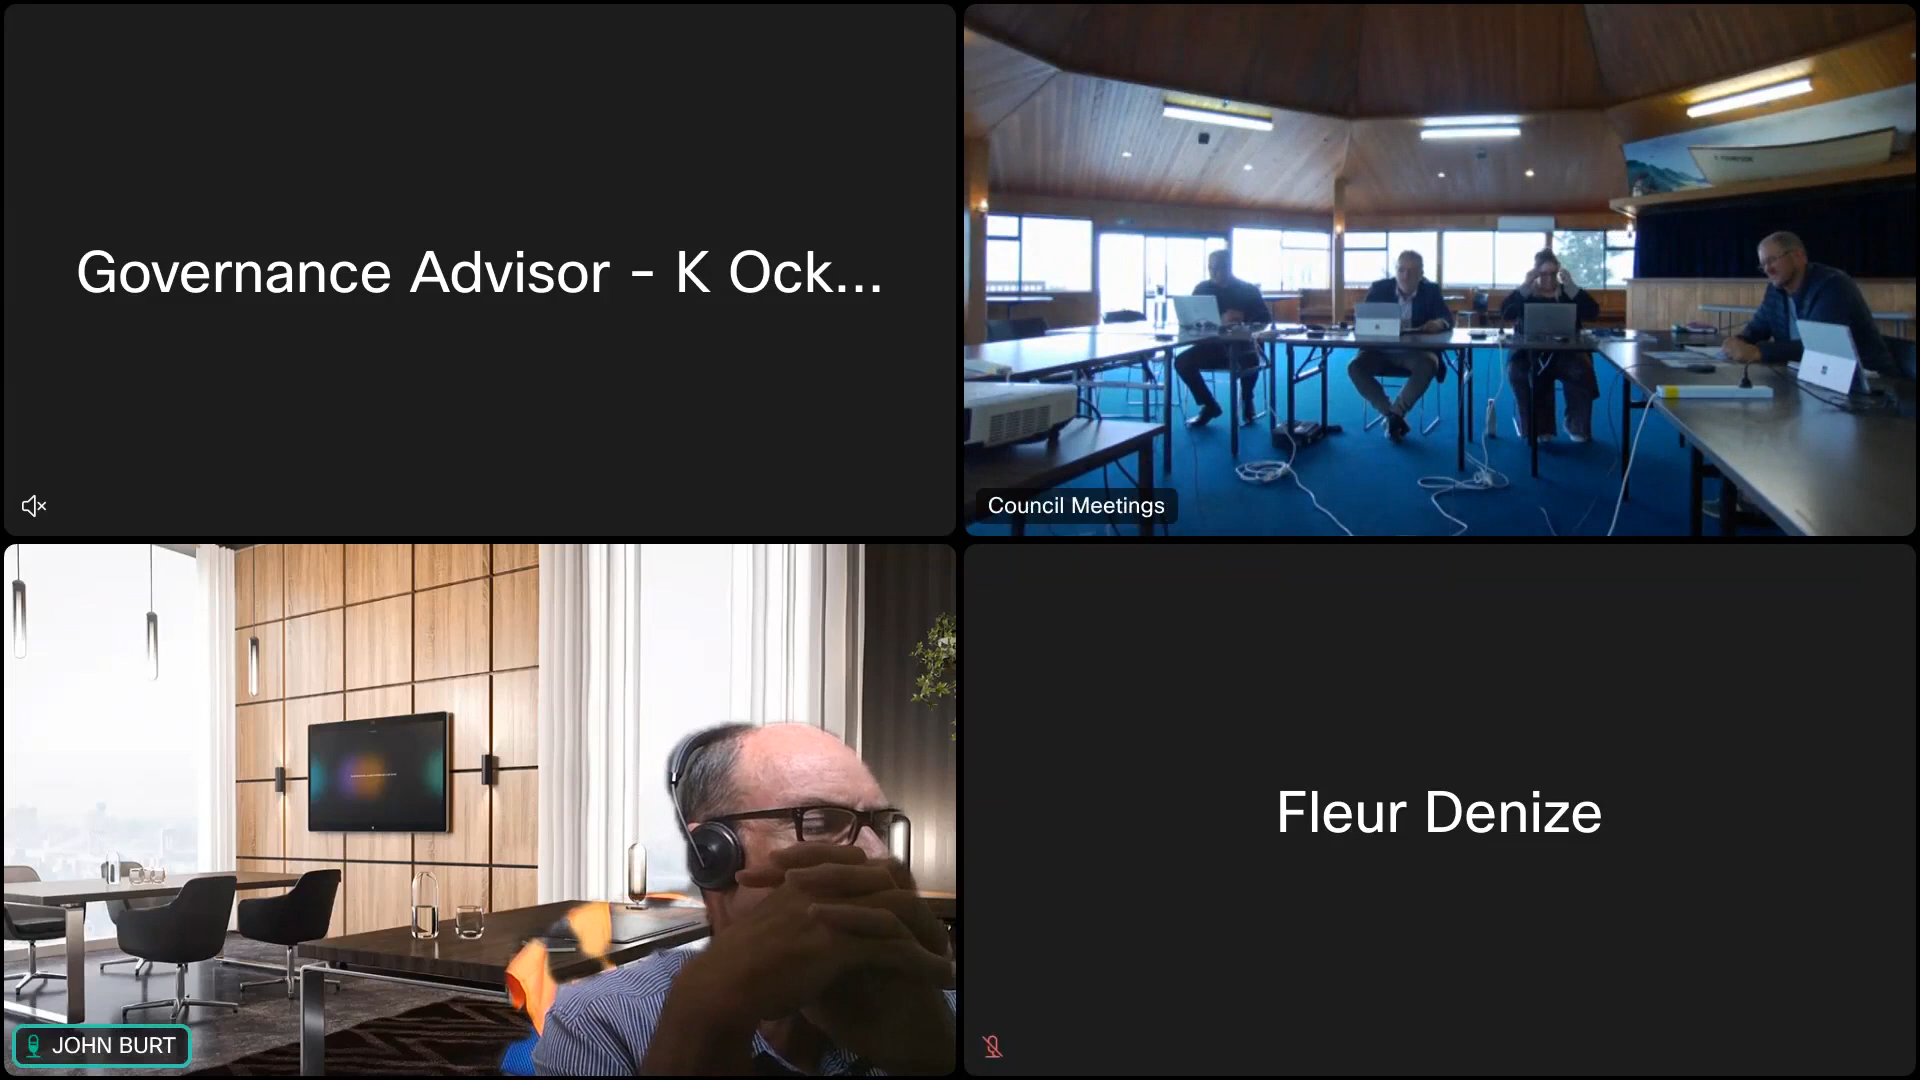 Governance Advisor - K Ock...
Council Meetings
JOHN BURT
Fleur Denize